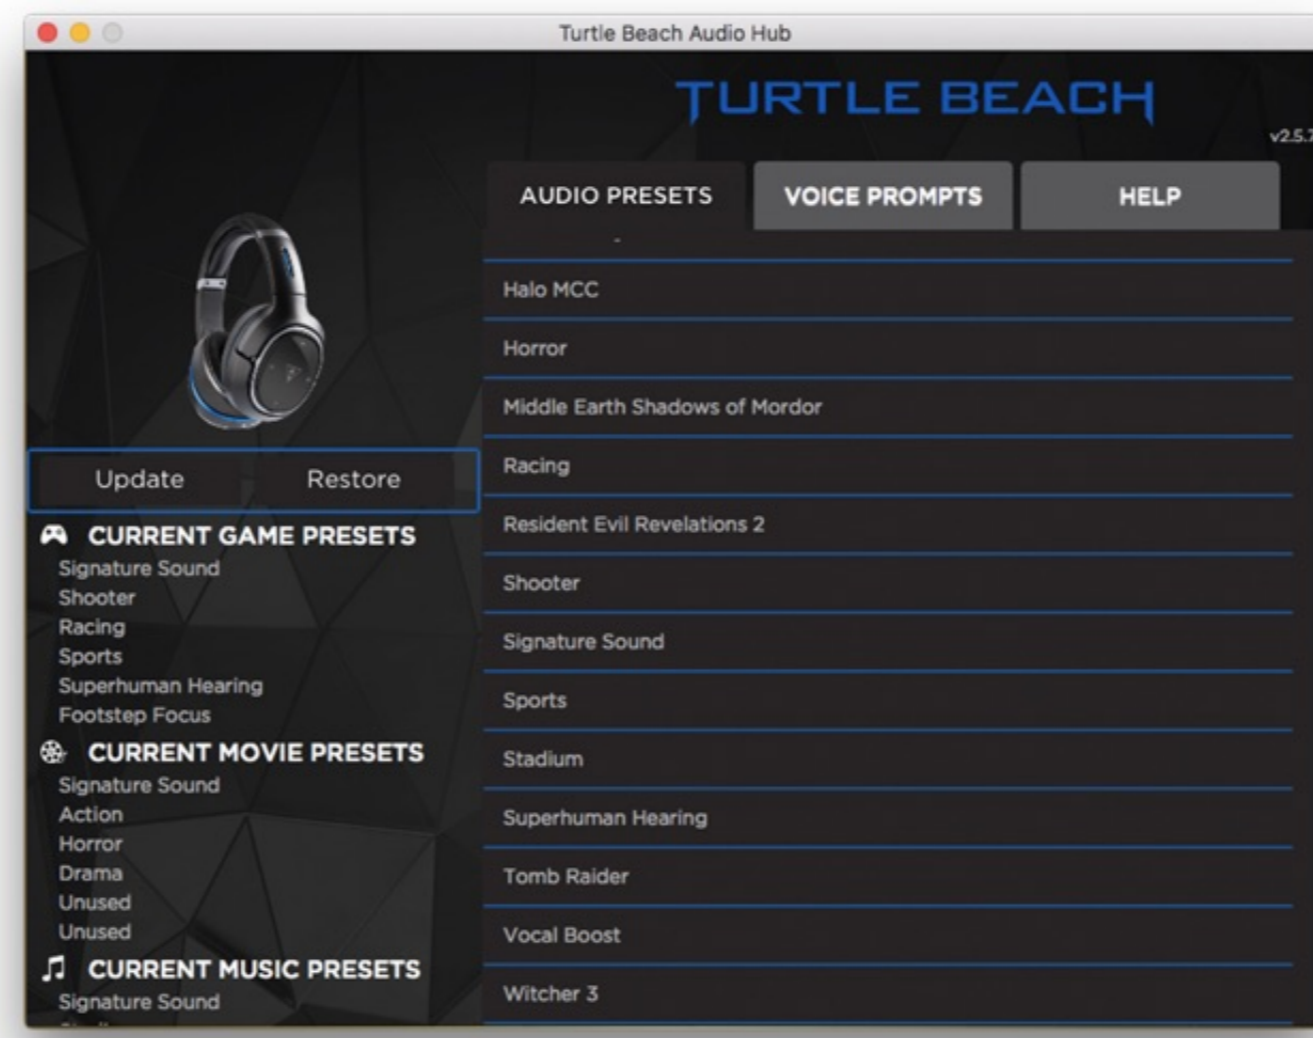 Turtle Beach Audio Hub
TURTLE BEACH
v2.5.7
AUDIO PRESETS
VOICE PROMPTS
HELP
Update
Restore
CURRENT GAME PRESETS
Signature Sound
Shooter
Racing
Sports
Superhuman Hearing
Footstep Focus
CURRENT MOVIE PRESETS
Signature Sound
Action
Horror
Drama
Unused
Unused
CURRENT MUSIC PRESETS
Signature Sound
Halo MCC
Horror
Middle Earth Shadows of Mordor
Racing
Resident Evil Revelations 2
Shooter
Signature Sound
Sports
Stadium
Superhuman Hearing
Tomb Raider
Vocal Boost
Witcher 3